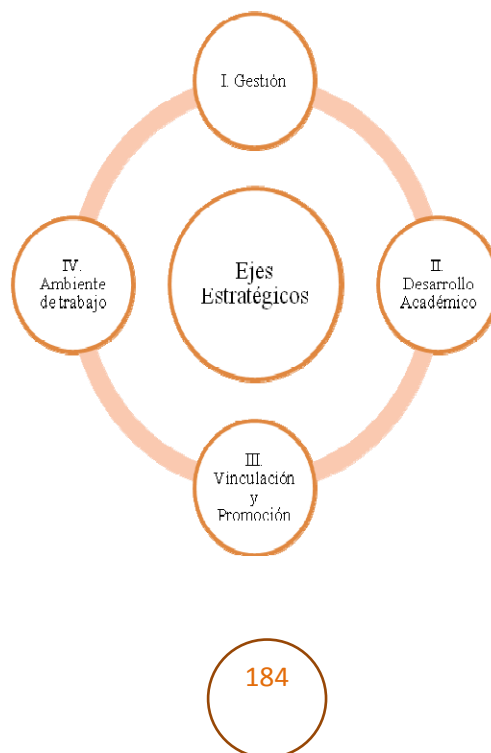 I. Gestión
IV.
Ambiente
de trabajo
Ejes
Estratégicos
II.
Desarrollo
Académico
III.
Vinculación
y
Promoción
184